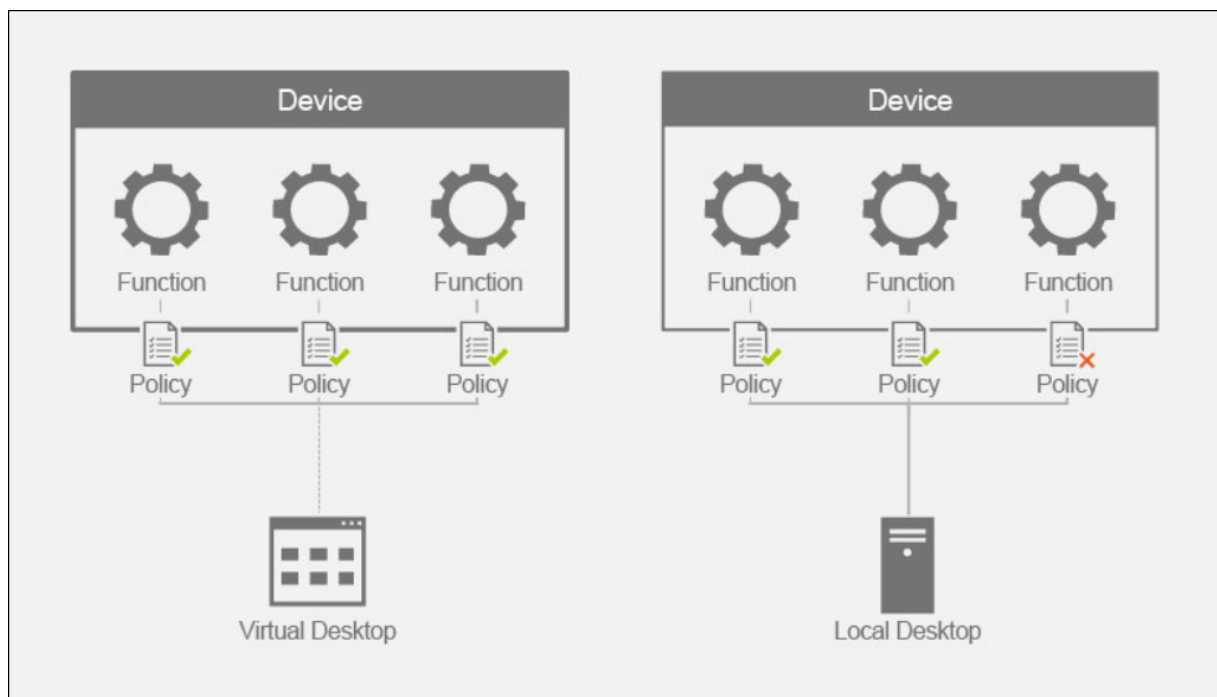 Device
Function Function Function
Policy Policy Policy
Virtual Desktop
Device
Function Function Function
Policy Policy Policy
Local Desktop